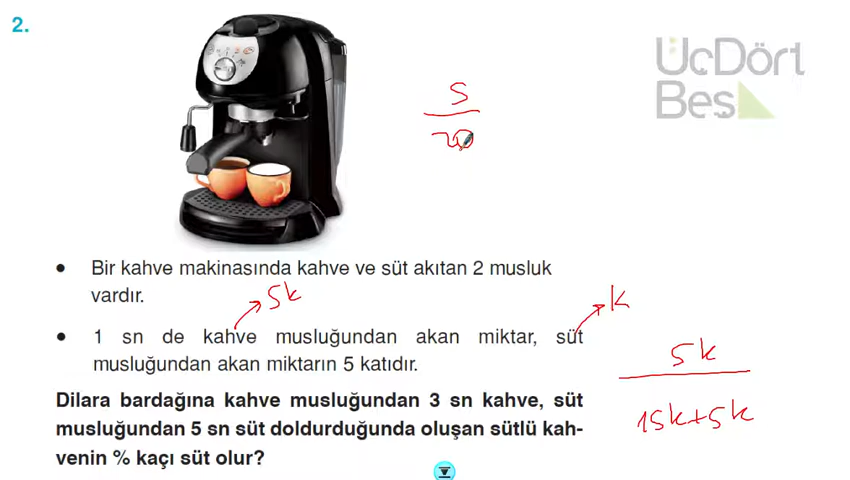 2.
ÜçDört
Beş
5
20
Bir kahve makinasında kahve ve süt akıtan 2 musluk
vardır.
5k
k
1 sn de kahve musluğundan akan miktar, süt
musluğundan akan miktarın 5 katıdır.
5k
15k+5k
Dilara bardağına kahve musluğundan 3 sn kahve, süt
musluğundan 5 sn süt doldurduğunda oluşan sütlü kah-
venin % kaçı süt olur?